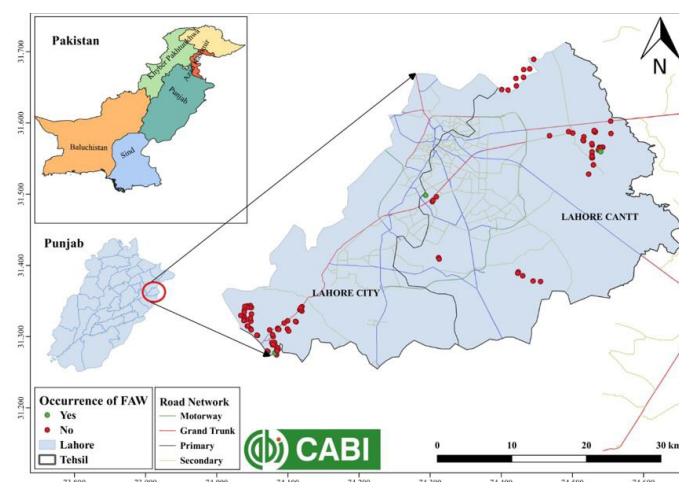 Pakistan
Khyber Pakhtunkhwa
Punjab
Baluchistan
Sind
31.700
31.600
31.500
31.400
31.300
31.200
N
LAHORE CANTT
LAHORE CITY
Punjab
Occurrence of FAW
Yes
No
Lahore
Tehsil
Road Network
Motorway
Grand Trunk
Primary
Secondary
cabi CABI
0 10 20 30 km